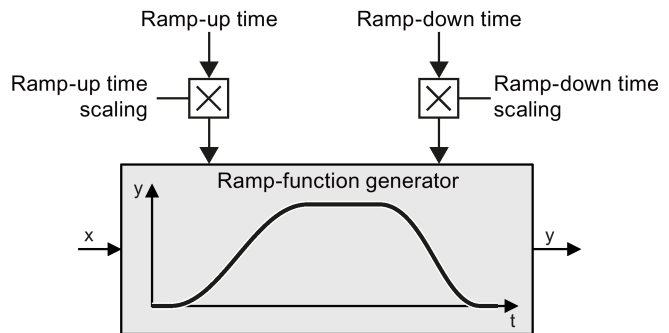 Ramp-up time
Ramp-down time
Ramp-up time
scaling
Ramp-down time
scaling
Ramp-function generator
y
x
y
t